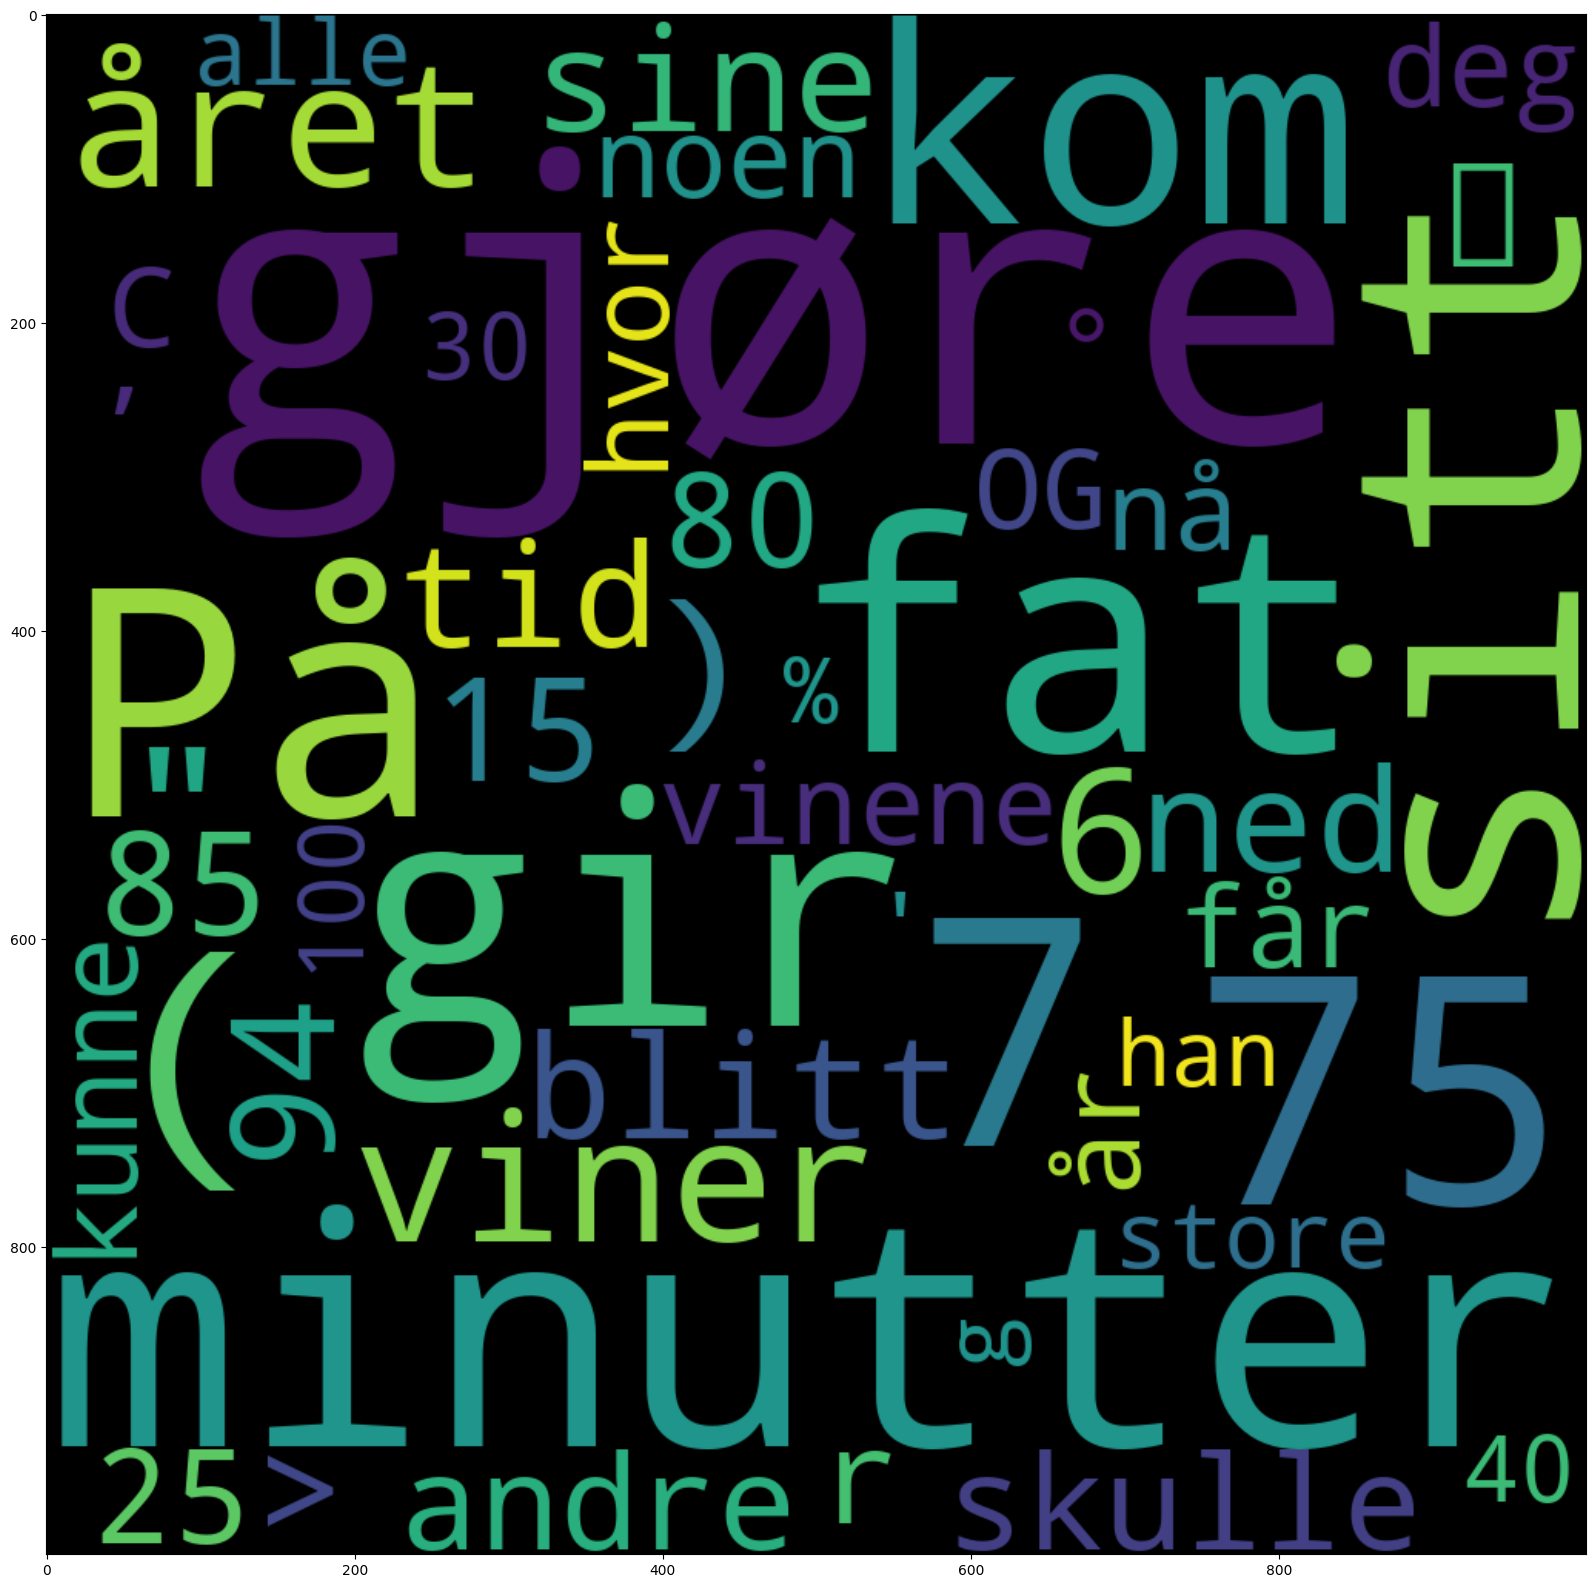 0
200
400
600
800
0
200
400
600
800
alle
året
sine
noen
kom
deg
.
gjøre
C
,
30
hvor
°
sitt
80
OG
nå
På
tid
15
)
%
fat
"
85
100
vinene
6
ned
får
gir
'
7
75
kunne
(
94
blitt
han
år
viner
store
minutter
g
25
>
andre
r
skulle
40